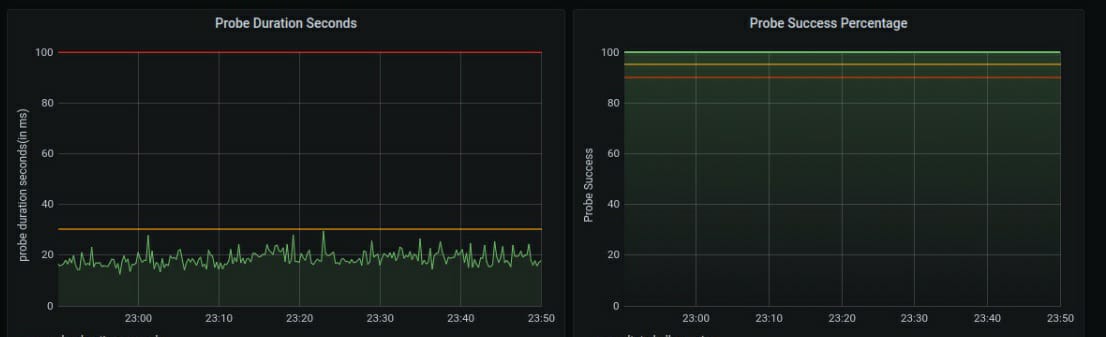 Probe Duration Seconds
100
80
60
40
20
0
probe duration seconds(in ms)
23:00 23:10 23:20 23:30 23:40 23:50
Probe Success Percentage
100
80
60
40
20
0
Probe Success
23:00 23:10 23:20 23:30 23:40 23:50